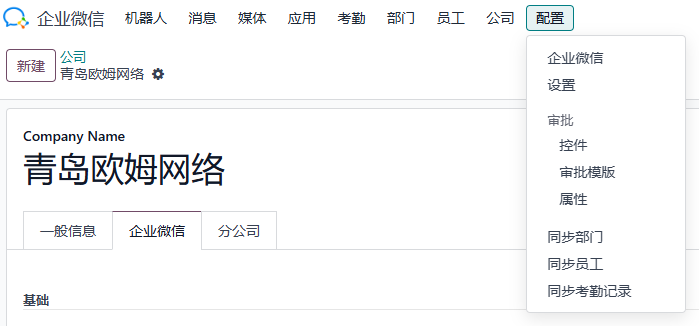 企业微信 机器人 消息 媒体 应用 考勤 部门 员工 公司 配置
新建
公司
青岛欧姆网络
Company Name
青岛欧姆网络
一般信息 企业微信 分公司
基础
企业微信
设置
审批
控件
审批模版
属性
同步部门
同步员工
同步考勤记录